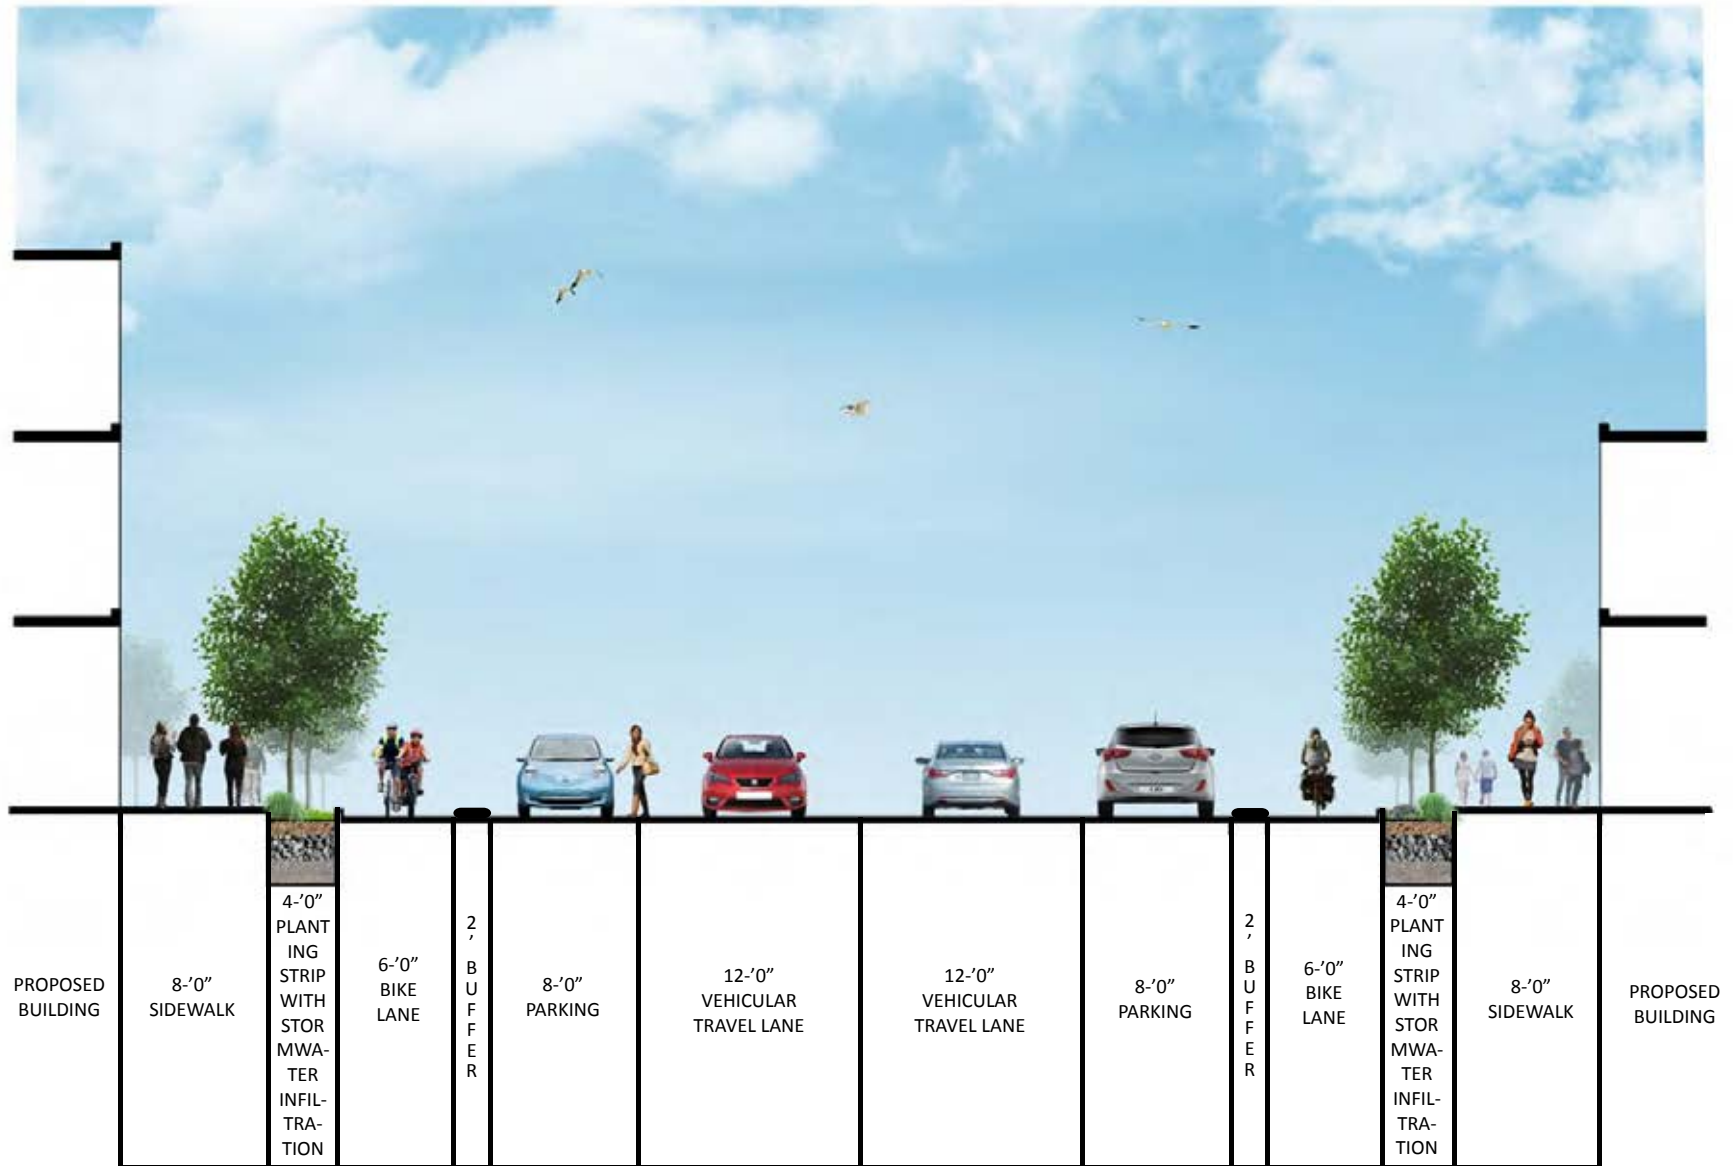 PROPOSED
BUILDING
8-'0”
SIDEWALK
4-'0”
PLANT
ING
STRIP
WITH
STOR
MWA-
TER
INFIL-
TRA-
TION
6-'0”
BIKE
LANE
2
’
B
U
F
F
E
R
8-'0”
PARKING
12-'0”
VEHICULAR
TRAVEL LANE
12-'0”
VEHICULAR
TRAVEL LANE
8-'0”
PARKING
2
’
B
U
F
F
E
R
6-'0”
BIKE
LANE
4-'0”
PLANT
ING
STRIP
WITH
STOR
MWA-
TER
INFIL-
TRA-
TION
8-'0”
SIDEWALK
PROPOSED
BUILDING